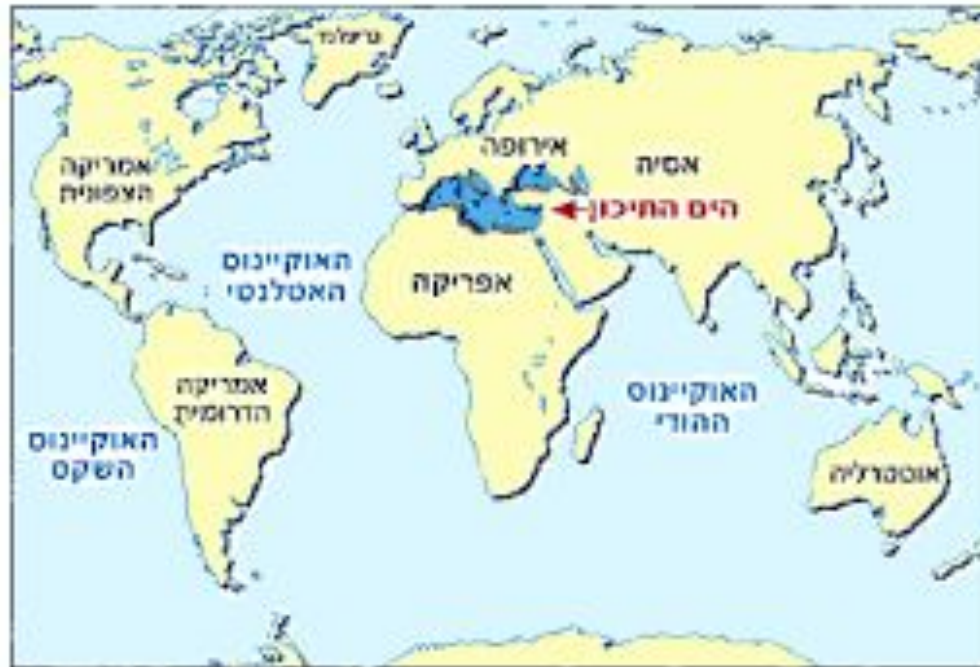 גרינלנד
אמריקה
הצפונית
אירופה
אסיה
הים התיכון
האוקיינוס
האטלנטי
אפריקה
אמריקה
הדרומית
האוקיינוס
ההודי
האוקיינוס
השקט
אוסטרליה